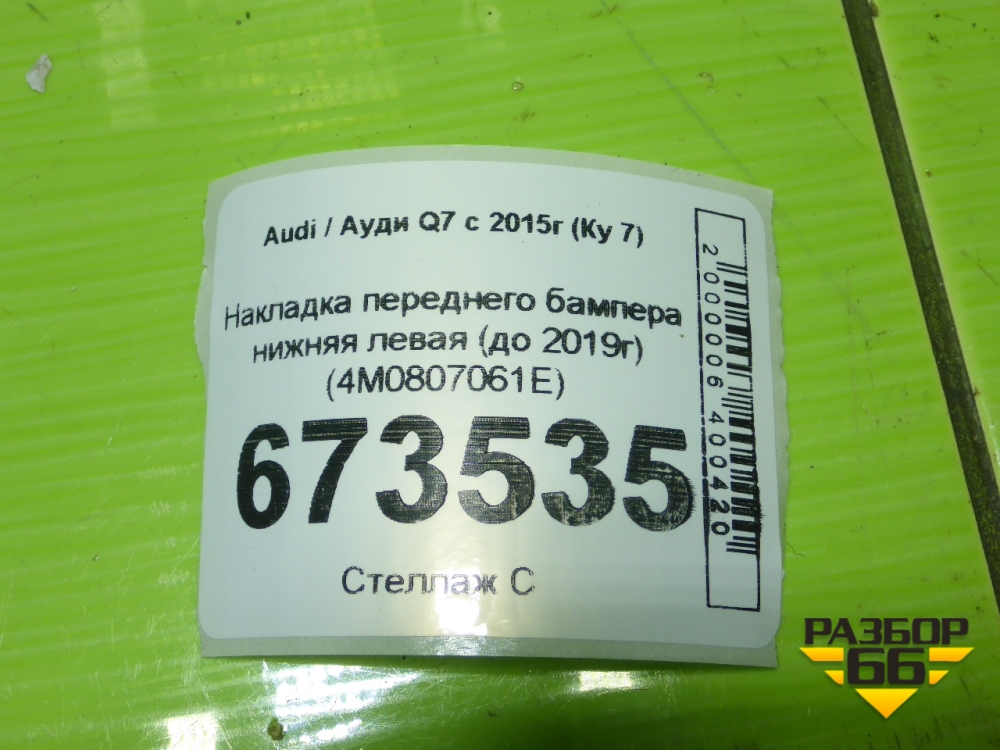 Audi / Ауди Q7 с 2015г (Ку 7)
Накладка переднего бампера
нижняя левая (до 2019г)
(4M0807061E)
673535
Стеллаж С
2000006400420
РАЗБОР
66